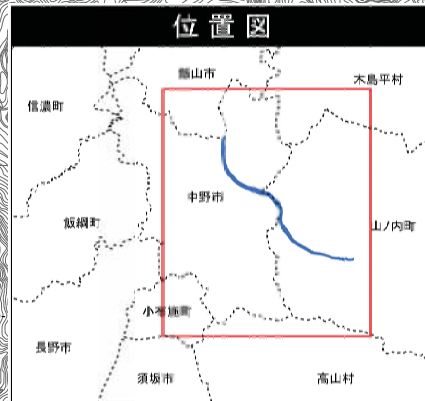 位置図
飯山市
木島平村
信濃町
中野市
飯綱町
山ノ内町
小布施町
長野市
須坂市
高山村